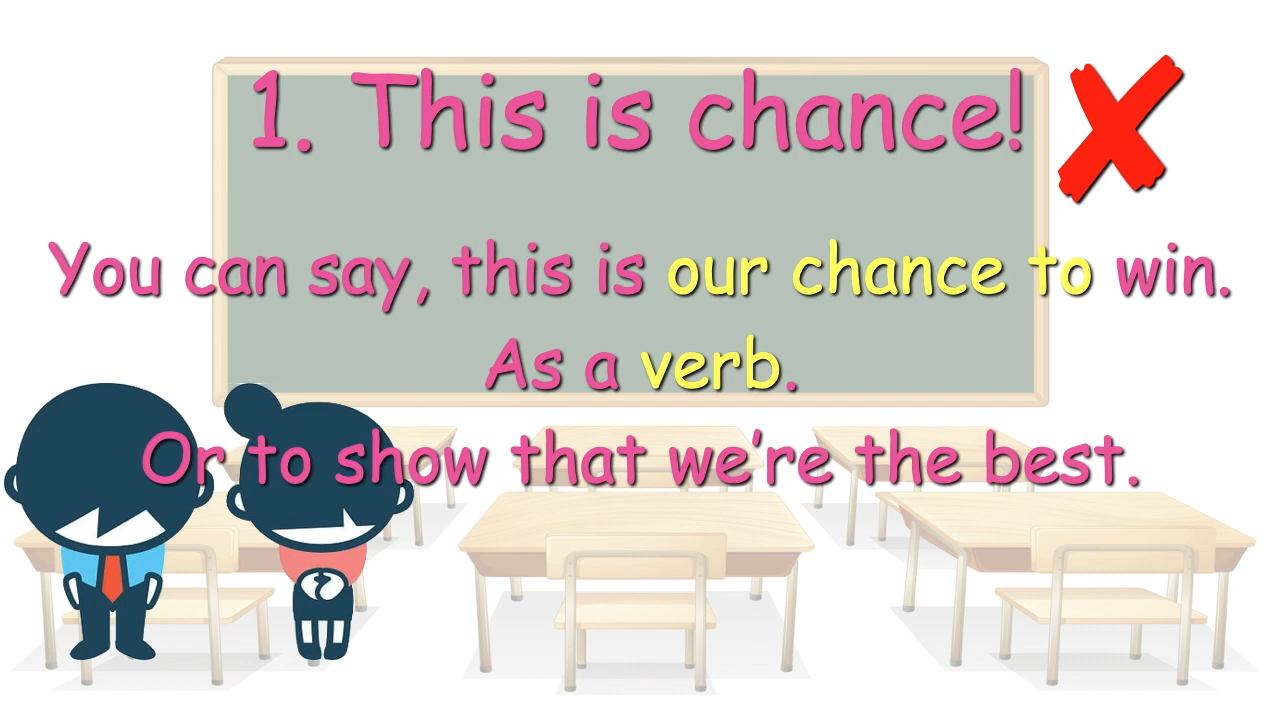 1. This is chance!
You can say, this is our chance to win.
As a verb.
Or to show that we're the best.